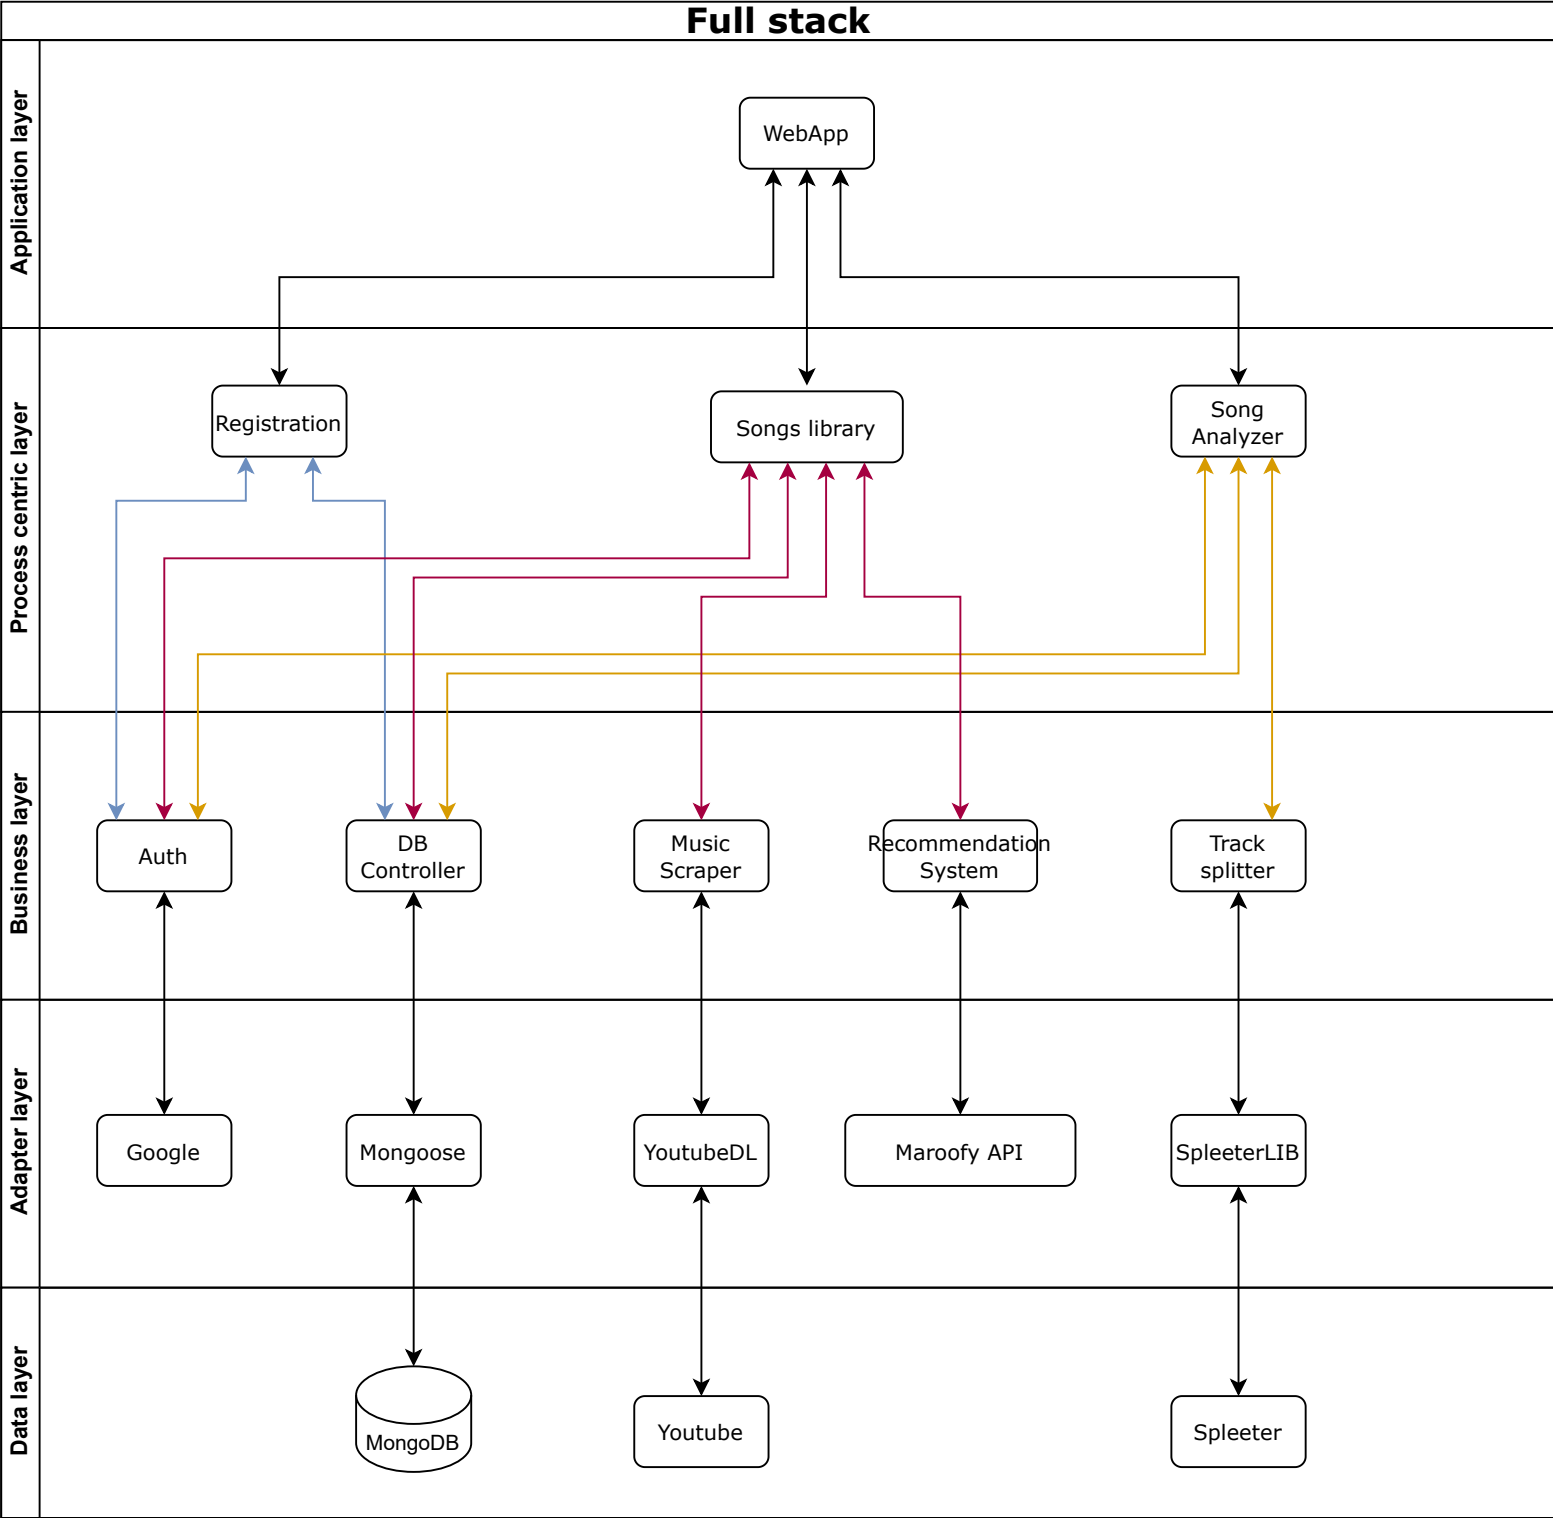 Full stack
Application layer
WebApp
Process centric layer
Registration
Songs library
Song
Analyzer
Business layer
Auth
DB
Controller
Music
Scraper
Recommendation
System
Track
splitter
Adapter layer
Google
Mongoose
YoutubeDL
Maroofy API
SpleeterLIB
Data layer
MongoDB
Youtube
Spleeter